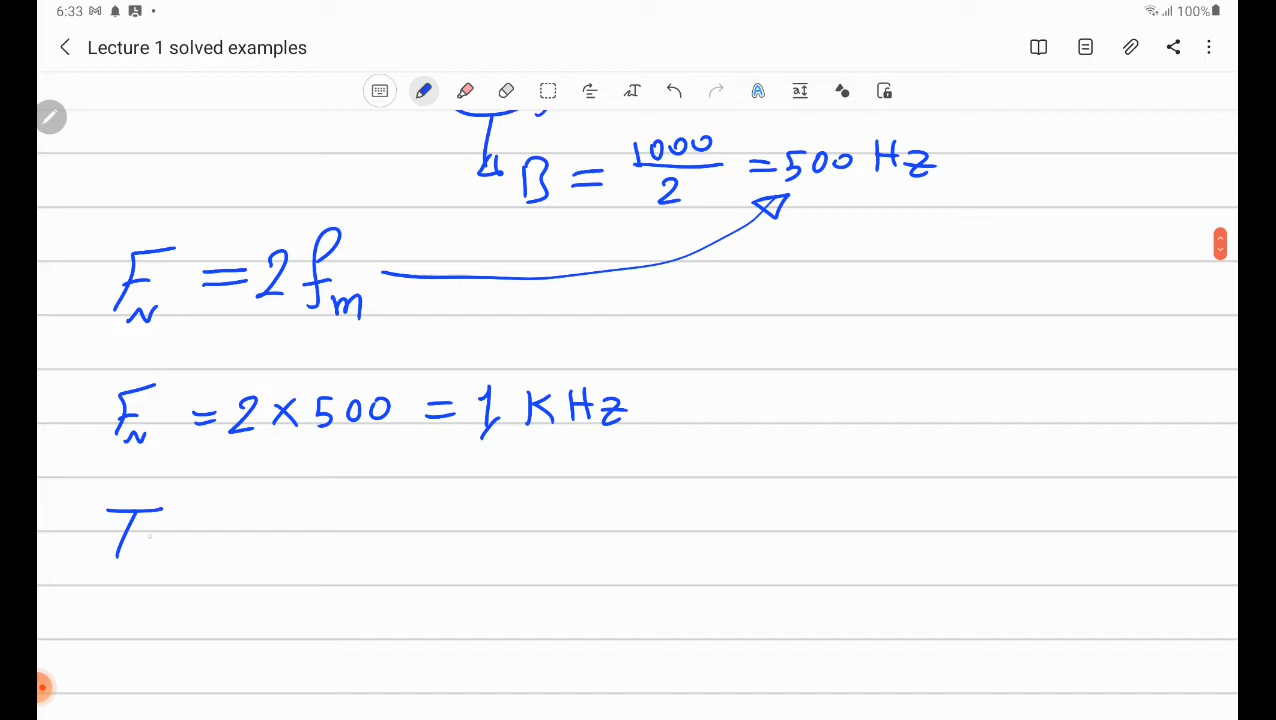 6:33
100%
Lecture 1 solved examples
B = 1000/2 = 500 Hz
F_N = 2 f_m
F_N = 2 × 500 = 1 KHz
T